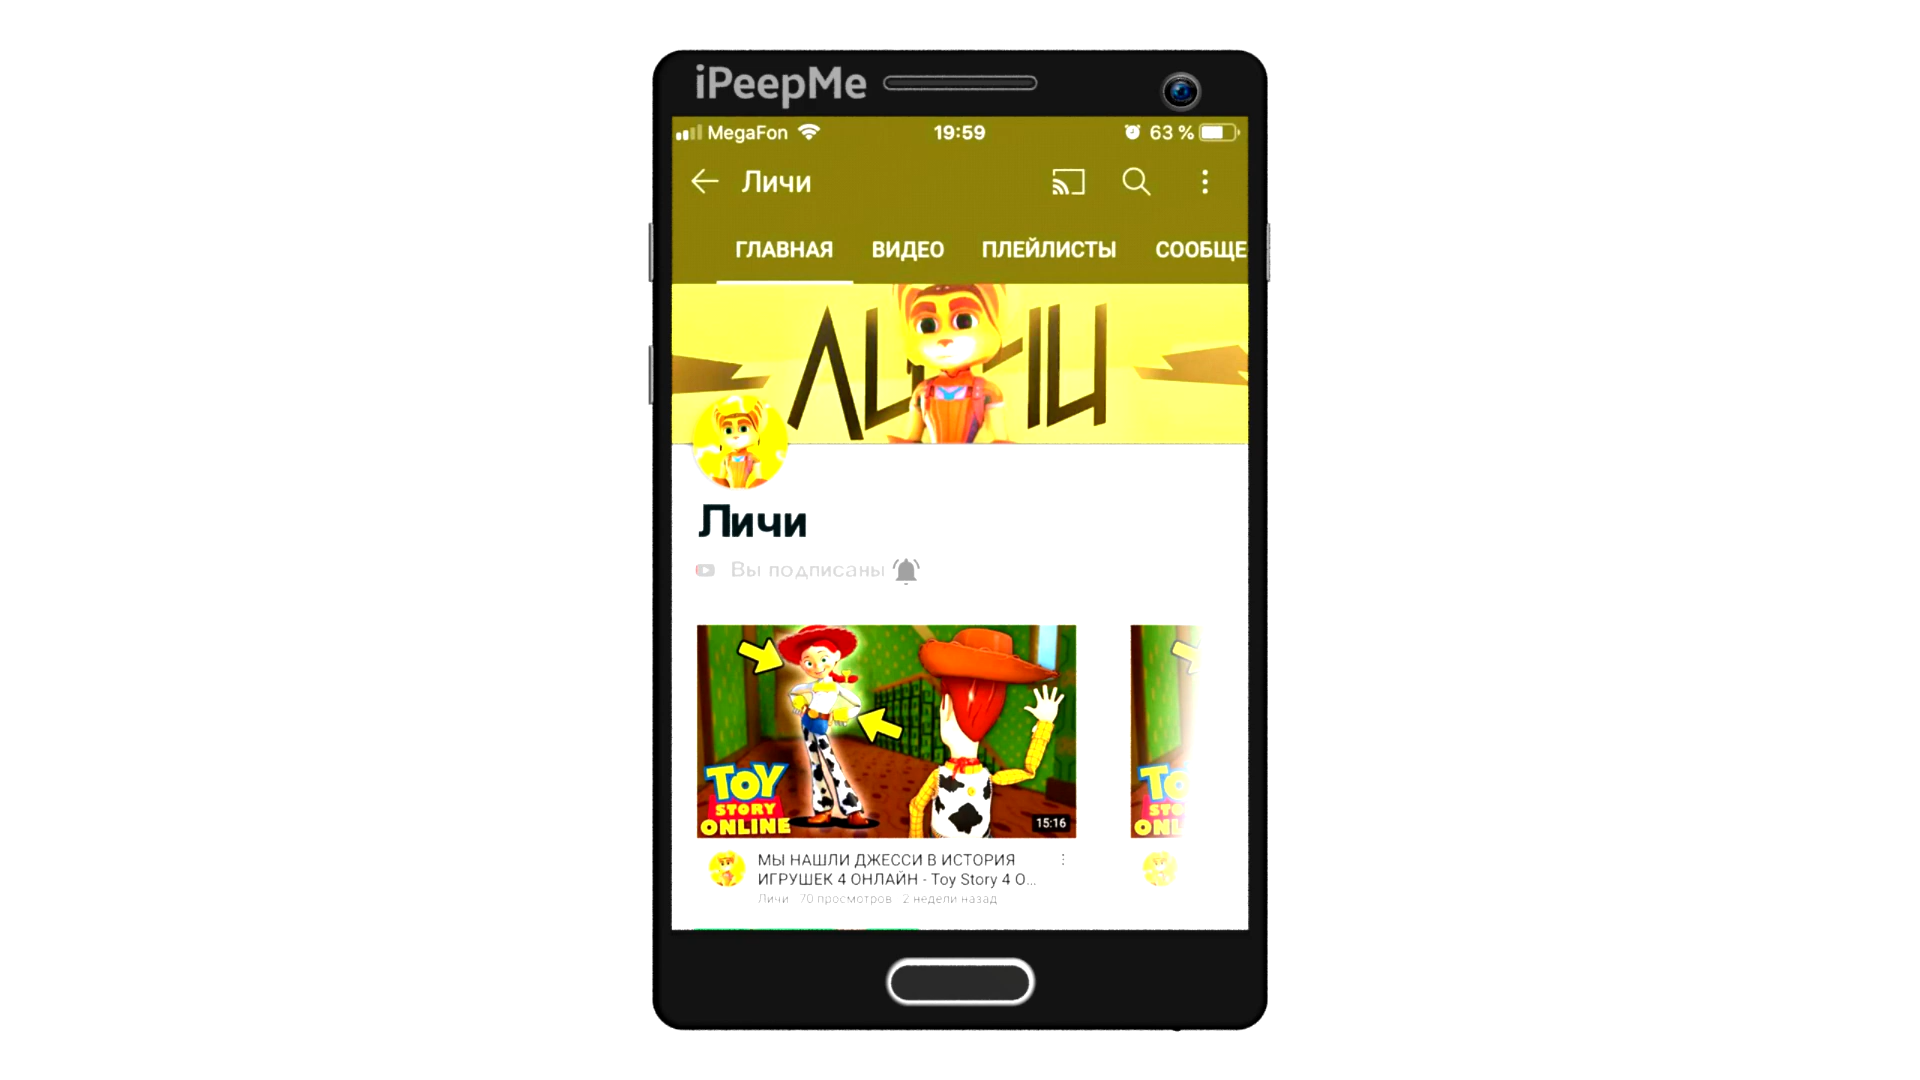 iPeepMe
MegaFon 19:59 63 %
Личи
ГЛАВНАЯ ВИДЕО ПЛЕЙЛИСТЫ СООБЩЕ
Личи
Вы подписаны
TOY
STORY
ONLINE
15:16
МЫ НАШЛИ ДЖЕССИ В ИСТОРИЯ
ИГРУШЕК 4 ОНЛАЙН - Toy Story 4 O...
Личи 70 просмотров 2 недели назад